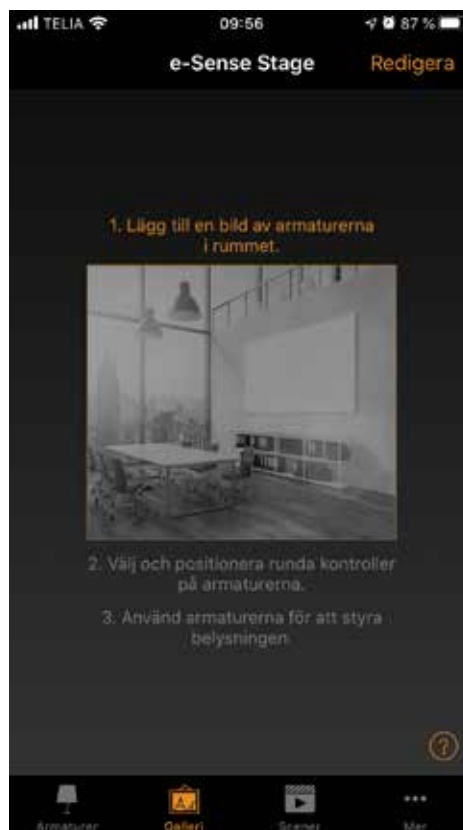 TELIA 09:56 87 %
e-Sense Stage Redigera
1. Lägg till en bild av armaturerna
i rummet.
2. Välj och positionera runda kontroller
på armaturerna.
3. Använd armaturerna för att styra
belysningen.
?
Armaturer Galleri Scener Mer